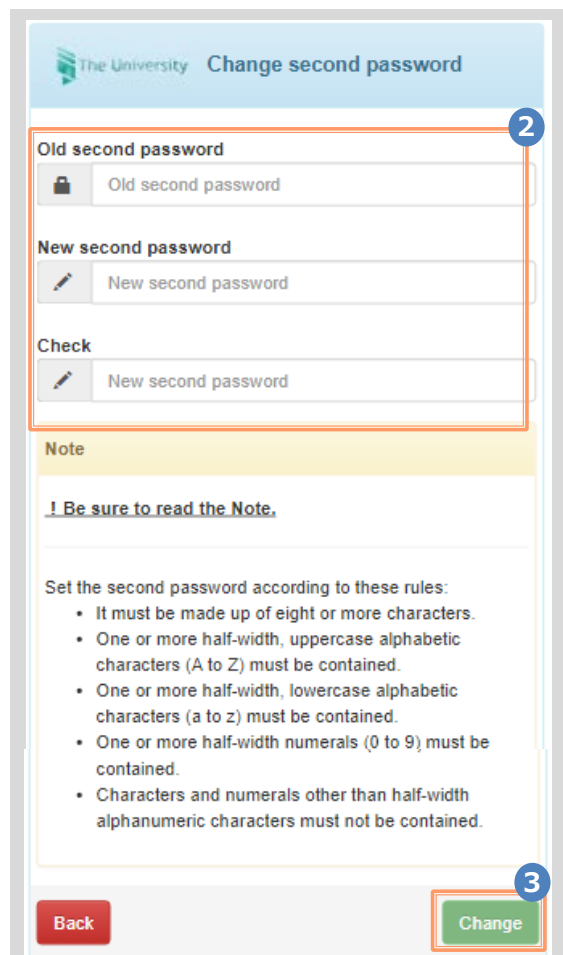 The University Change second password
2
Old second password
Old second password
New second password
New second password
Check
New second password
Note
! Be sure to read the Note.
Set the second password according to these rules:
• It must be made up of eight or more characters.
• One or more half-width, uppercase alphabetic
characters (A to Z) must be contained.
• One or more half-width, lowercase alphabetic
characters (a to z) must be contained.
• One or more half-width numerals (0 to 9) must be
contained.
• Characters and numerals other than half-width
alphanumeric characters must not be contained.
3
Back Change